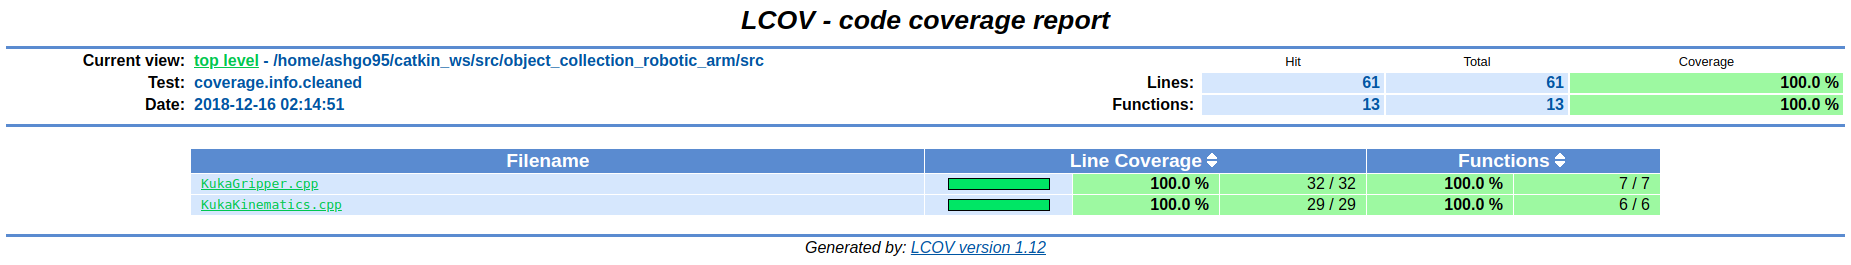 LCOV - code coverage report
Current view: top level - /home/ashgo95/catkin_ws/src/object_collection_robotic_arm/src Hit Total Coverage
Test: coverage.info.cleaned Lines: 61 61 100.0 %
Date: 2018-12-16 02:14:51 Functions: 13 13 100.0 %
Filename Line Coverage Functions
KukaGripper.cpp 100.0 % 32 / 32 100.0 % 7 / 7
KukaKinematics.cpp 100.0 % 29 / 29 100.0 % 6 / 6
Generated by: LCOV version 1.12